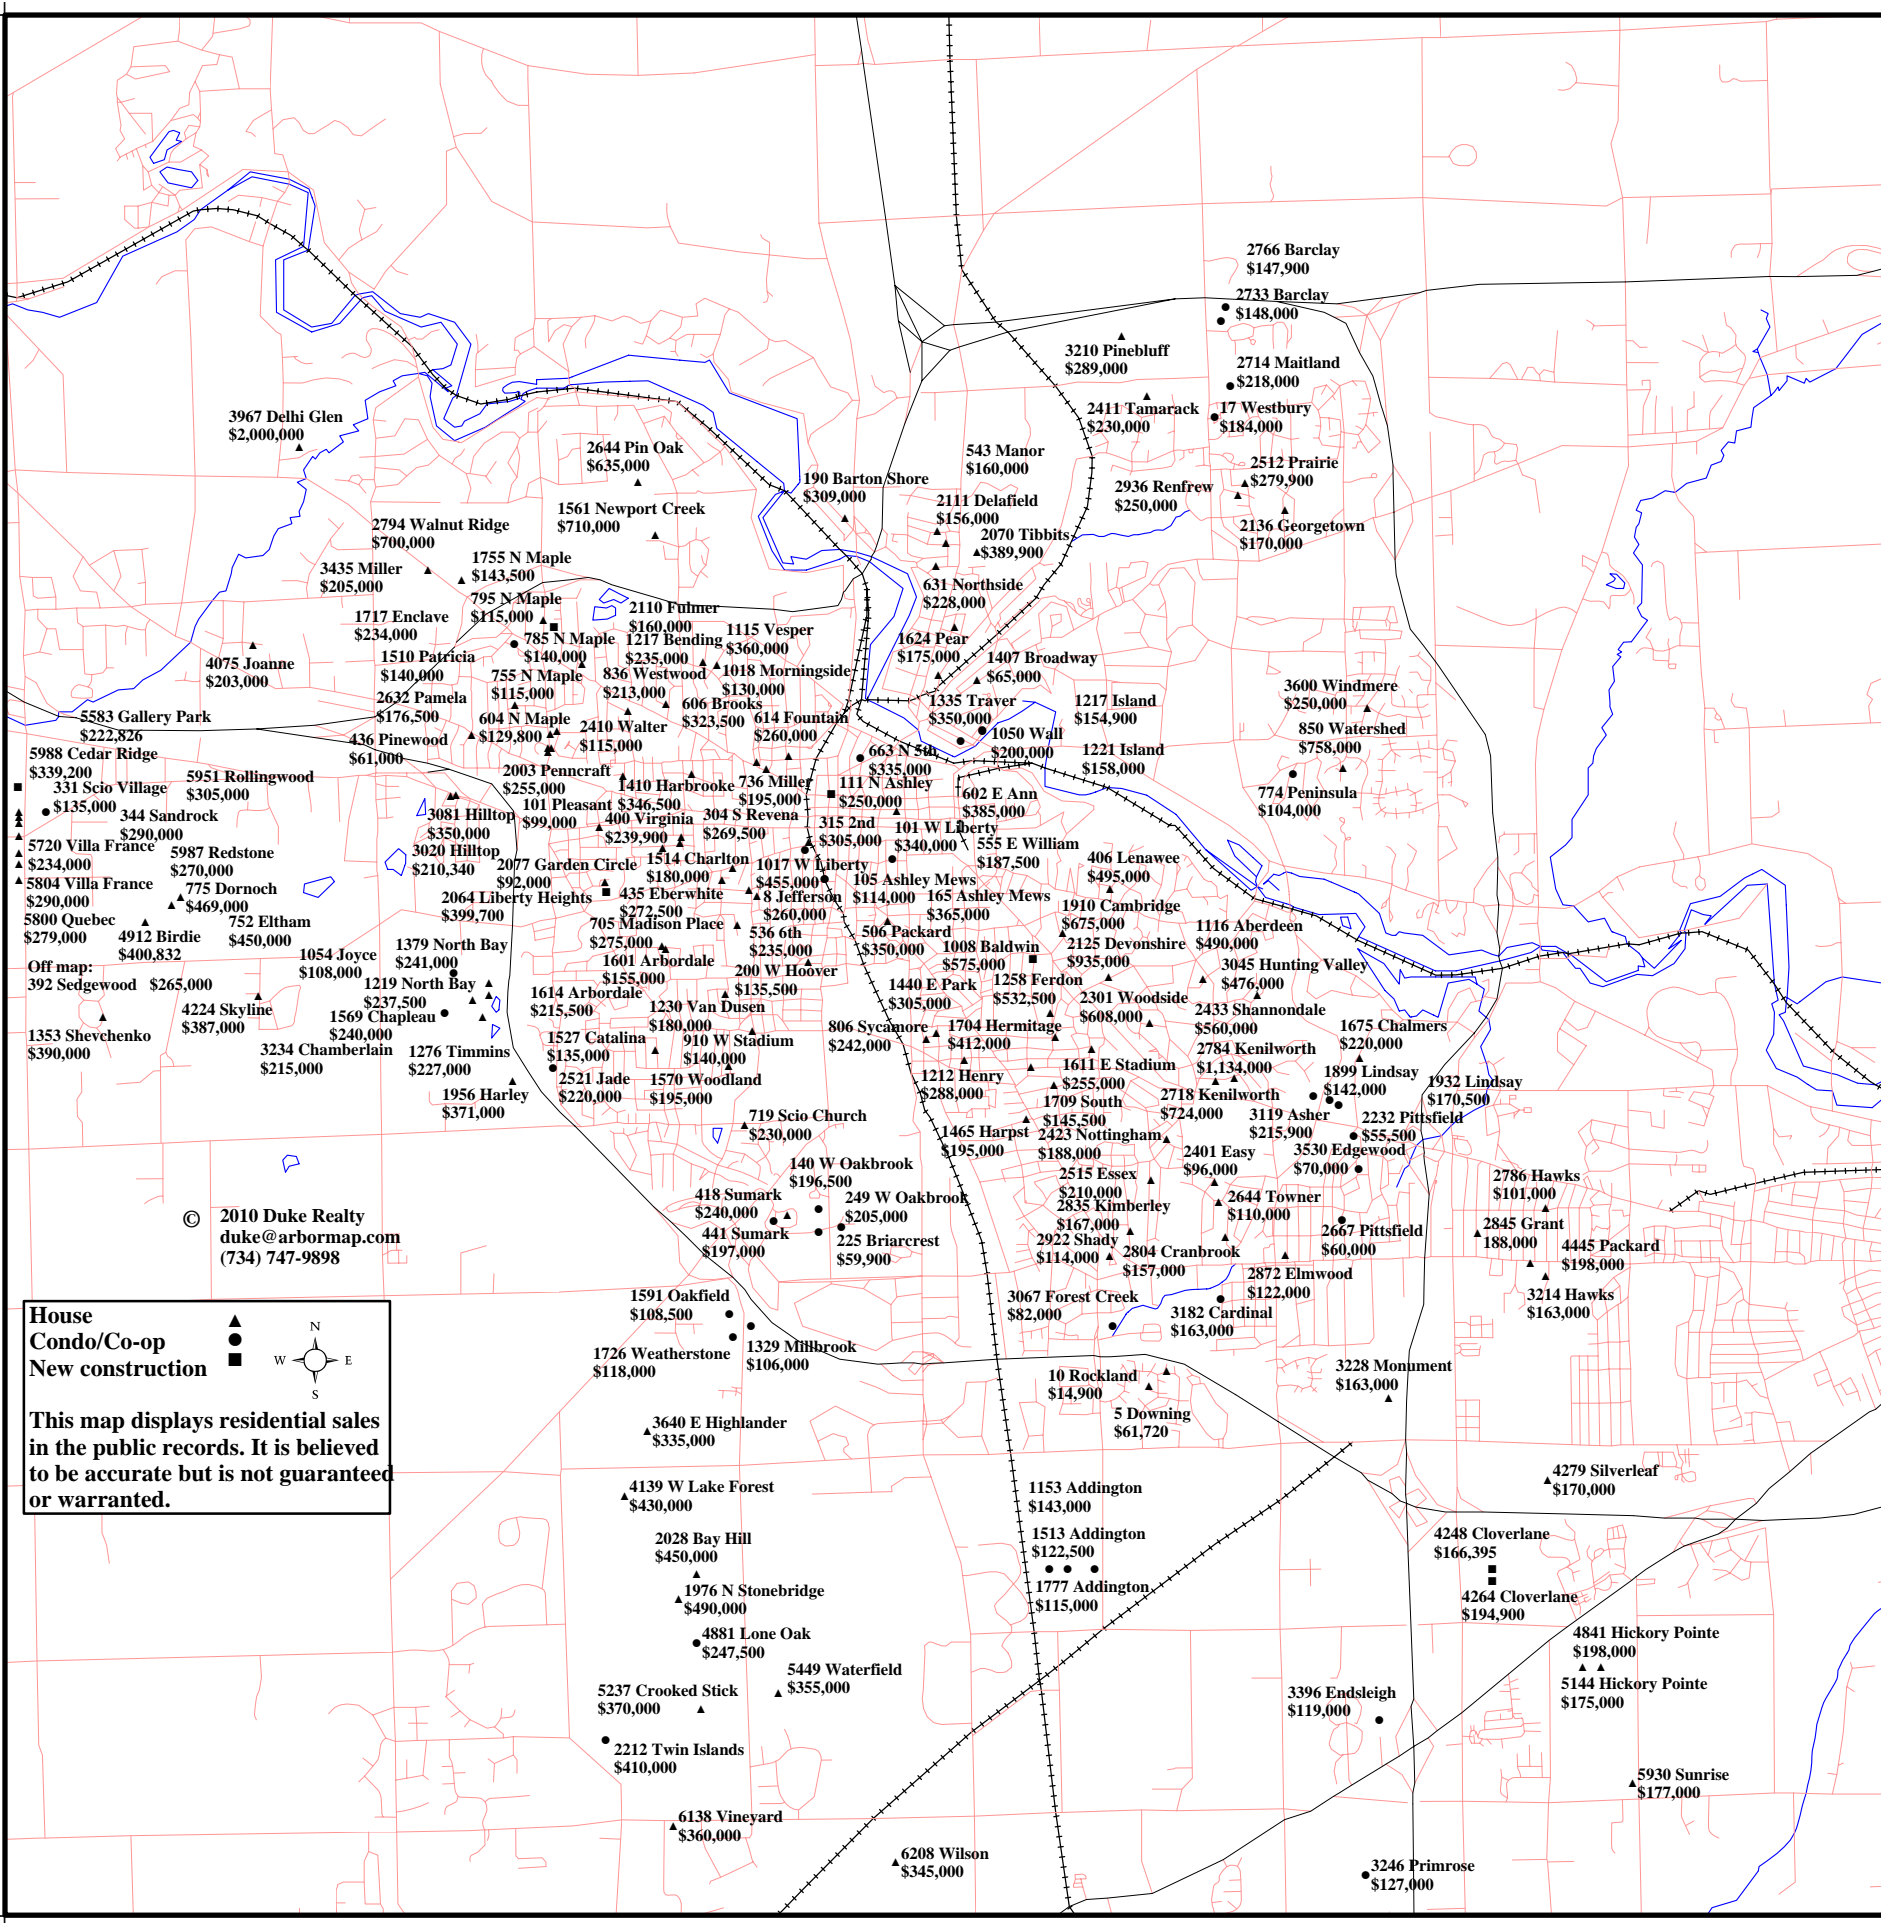 2766 Barclay
$147,900
2733 Barclay
$148,000
3210 Pinebluff
$289,000
2714 Maitland
$218,000
2411 Tamarack
$230,000
17 Westbury
$184,000
3967 Delhi Glen
$2,000,000
2644 Pin Oak
$635,000
543 Manor
$160,000
2512 Prairie
$279,900
190 Barton Shore
$309,000
2936 Renfrew
$250,000
2111 Delafield
$156,000
1561 Newport Creek
$710,000
2794 Walnut Ridge
$700,000
2136 Georgetown
$170,000
2070 Tibbits
$389,900
1755 N Maple
$143,500
3435 Miller
$205,000
631 Northside
$228,000
795 N Maple
$115,000
2110 Fulmer
$160,000
1717 Enclave
$234,000
1115 Vesper
$360,000
785 N Maple
$140,000
1217 Bending
$235,000
1624 Pear
$175,000
1510 Patricia
$140,000
4075 Joanne
$203,000
1407 Broadway
$65,000
755 N Maple
$115,000
836 Westwood
$213,000
1018 Morningside
$130,000
3600 Windmere
$250,000
2632 Pamela
$176,500
606 Brooks
$323,500
1335 Traver
$350,000
1217 Island
$154,900
5583 Gallery Park
$222,826
604 N Maple
$129,800
2410 Walter
$115,000
614 Fountain
$260,000
850 Watershed
$758,000
1050 Wall
$200,000
436 Pinewood
$61,000
663 N 5th
$335,000
1221 Island
$158,000
5988 Cedar Ridge
$339,200
5951 Rollingwood
$305,000
2003 Penncraft
$255,000
1410 Harbrooke
$346,500
736 Miller
$195,000
111 N Ashley
$250,000
602 E Ann
$385,000
774 Peninsula
$104,000
331 Scio Village
$135,000
344 Sandrock
$290,000
3081 Hilltop
$350,000
101 Pleasant
$99,000
400 Virginia
$239,900
304 S Revena
$269,500
315 2nd
$305,000
101 W Liberty
$340,000
555 E William
$187,500
5720 Villa France
$234,000
5987 Redstone
$270,000
3020 Hilltop
$210,340
2077 Garden Circle
$92,000
1514 Charlton
$180,000
1017 W Liberty
$455,000
406 Lenawee
$495,000
5804 Villa France
$290,000
775 Dornoch
$469,000
2064 Liberty Heights
$399,700
435 Eberwhite
$272,500
8 Jefferson
$260,000
105 Ashley Mews
$114,000
165 Ashley Mews
$365,000
1910 Cambridge
$675,000
5800 Quebec
$279,000
4912 Birdie
$400,832
752 Eltham
$450,000
705 Madison Place
$275,000
536 6th
$235,000
506 Packard
$350,000
1116 Aberdeen
$490,000
1054 Joyce
$108,000
1379 North Bay
$241,000
1008 Baldwin
$575,000
2125 Devonshire
$935,000
Off map:
392 Sedgewood $265,000
1601 Arbordale
$155,000
200 W Hoover
$135,500
3045 Hunting Valley
$476,000
1219 North Bay
$237,500
1614 Arbordale
$215,500
1440 E Park
$305,000
1258 Ferdon
$532,500
2301 Woodside
$608,000
4224 Skyline
$387,000
1569 Chapleau
$240,000
1230 Van Dusen
$180,000
2433 Shannondale
$560,000
1353 Shevchenko
$390,000
1527 Catalina
$135,000
910 W Stadium
$140,000
806 Sycamore
$242,000
1704 Hermitage
$412,000
1675 Chalmers
$220,000
3234 Chamberlain
$215,000
1276 Timmins
$227,000
2784 Kenilworth
$1,134,000
1611 E Stadium
$255,000
1899 Lindsay
$142,000
2521 Jade
$220,000
1570 Woodland
$195,000
1212 Henry
$288,000
1932 Lindsay
$170,500
1956 Harley
$371,000
1709 South
$145,500
2718 Kenilworth
$724,000
719 Scio Church
$230,000
3119 Asher
$215,900
2232 Pittsfield
$55,500
1465 Harpst
$195,000
2423 Nottingham
$188,000
2401 Easy
$96,000
3530 Edgewood
$70,000
140 W Oakbrook
$196,500
2515 Essex
$210,000
2786 Hawks
$101,000
418 Sumark
$240,000
249 W Oakbrook
$205,000
2835 Kimberley
$167,000
2644 Towner
$110,000
© 2010 Duke Realty
duke@arbormap.com
(734) 747-9898
441 Sumark
$197,000
225 Briarcrest
$59,900
2922 Shady
$114,000
2667 Pittsfield
$60,000
2845 Grant
188,000
2804 Cranbrook
$157,000
4445 Packard
$198,000
2872 Elmwood
$122,000
1591 Oakfield
$108,500
3067 Forest Creek
$82,000
3182 Cardinal
$163,000
3214 Hawks
$163,000
1726 Weatherstone
$118,000
1329 Millbrook
$106,000
House
Condo/Co-op
New construction
N
W E
S
This map displays residential sales
in the public records. It is believed
to be accurate but is not guaranteed
or warranted.
10 Rockland
$14,900
3228 Monument
$163,000
5 Downing
$61,720
3640 E Highlander
$335,000
4139 W Lake Forest
$430,000
1153 Addington
$143,000
4279 Silverleaf
$170,000
2028 Bay Hill
$450,000
1513 Addington
$122,500
4248 Cloverlane
$166,395
1976 N Stonebridge
$490,000
1777 Addington
$115,000
4264 Cloverlane
$194,900
4881 Lone Oak
$247,500
4841 Hickory Pointe
$198,000
5449 Waterfield
$355,000
5144 Hickory Pointe
$175,000
5237 Crooked Stick
$370,000
3396 Endsleigh
$119,000
2212 Twin Islands
$410,000
5930 Sunrise
$177,000
6138 Vineyard
$360,000
6208 Wilson
$345,000
3246 Primrose
$127,000